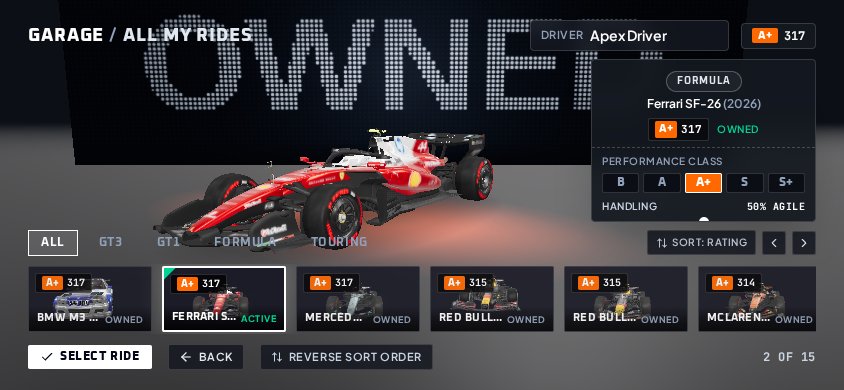 GARAGE / ALL MY RIDES
OWNED
DRIVER ApexDriver
A+ 317
FORMULA
Ferrari SF-26 (2026)
A+ 317 OWNED
PERFORMANCE CLASS
B A A+ S S+
HANDLING 50% AGILE
44
ALL GT3 GT1 FORMULA TOURING
SORT: RATING
A+ 317 A+ 317 A+ 317 A+ 315 A+ 315 A+ 314
BMW M3 ... OWNED FERRARI S... ACTIVE MERCED... OWNED RED BULL... OWNED RED BULL... OWNED MCLAREN... OWNED
SELECT RIDE BACK REVERSE SORT ORDER 2 OF 15